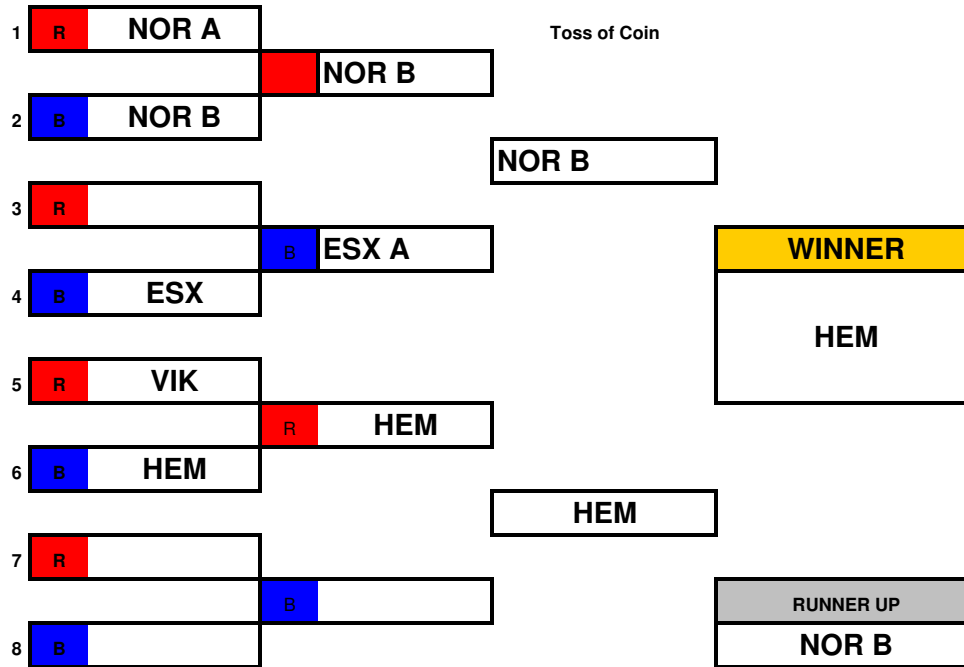 1 R NOR A Toss of Coin
NOR B
2 B NOR B
NOR B
3 R
B ESX A WINNER
4 B ESX
HEM
5 R VIK
R HEM
6 B HEM
HEM
7 R
B RUNNER UP
8 B NOR B